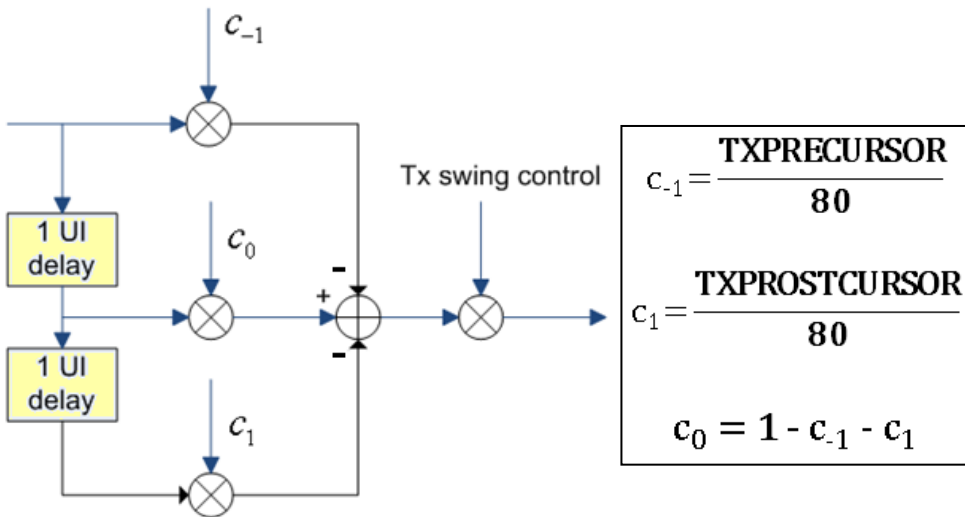 c₋₁
Tx swing control
1 UI
delay
c₀
-
+
-
1 UI
delay
c₁
c₋₁ = TXPRECURSOR
80
c₁ = TXPROSTCURSOR
80
c₀ = 1 - c₋₁ - c₁